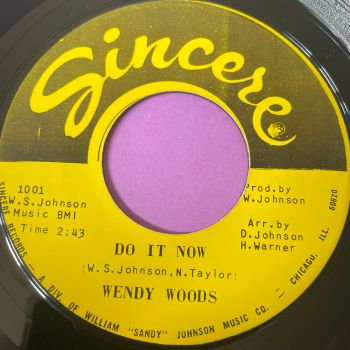 Sincere
1001
W.S.Johnson
Music BMI
Time 2:43
Prod.by
W.Johnson
Arr.by
D.Johnson
H.Warner
DO IT NOW
(W.S.Johnson,N.Taylor)
WENDY WOODS
SINCERE RECORDS — A DIV. OF WILLIAM "SANDY" JOHNSON MUSIC CO. — CHICAGO, ILL. 60620